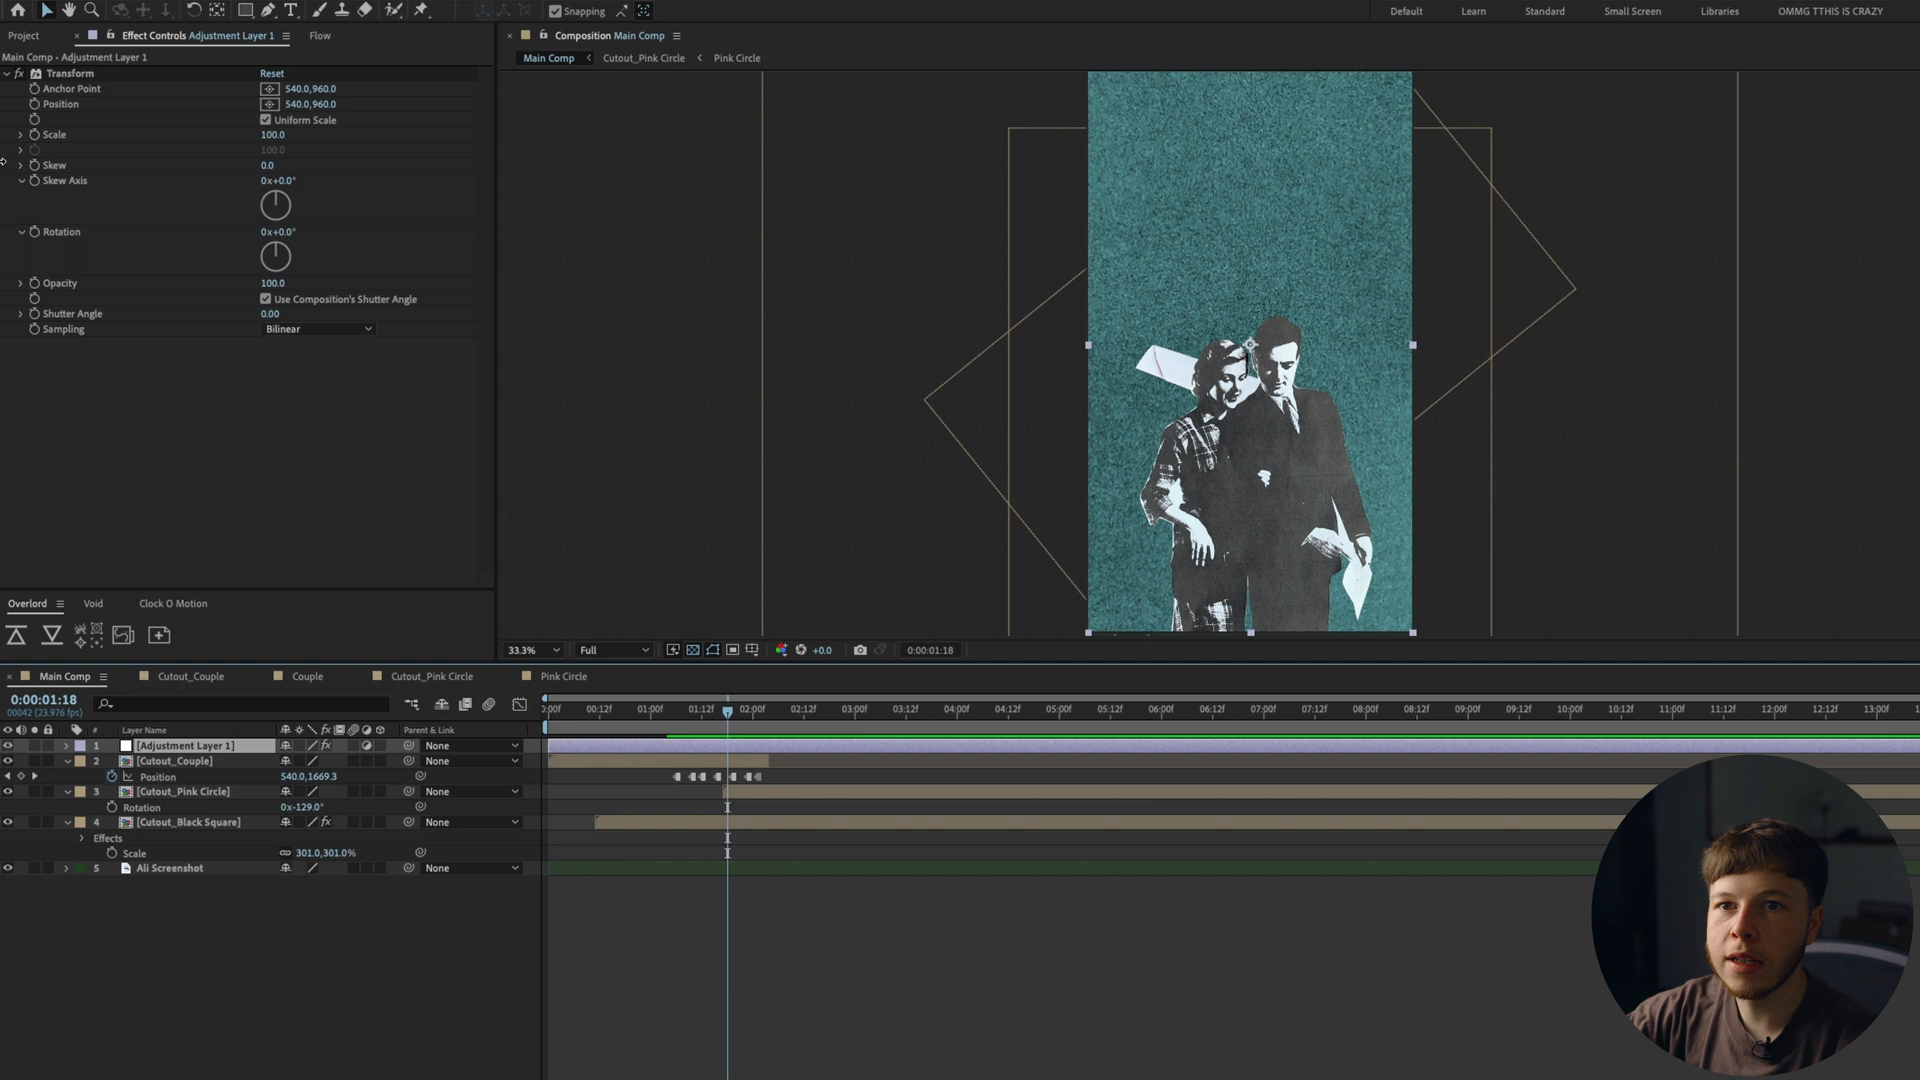 Snapping
Default
Learn
Standard
Small Screen
Libraries
OMMG TTHIS IS CRAZY
Project
× Effect Controls Adjustment Layer 1
Flow
× Composition Main Comp
Main Comp • Adjustment Layer 1
Main Comp < Cutout_Pink Circle < Pink Circle
fx Transform Reset
Anchor Point 540.0,960.0
Position 540.0,960.0
Uniform Scale
Scale 100.0
100.0
Skew 0.0
Skew Axis 0x+0.0°
Rotation 0x+0.0°
Opacity 100.0
Use Composition's Shutter Angle
Shutter Angle 0.00
Sampling Bilinear
Overlord Void Clock O Motion
33.3% Full +0.0 0:00:01:18
× Main Comp Cutout_Couple Couple Cutout_Pink Circle Pink Circle
0:00:01:18
00042 (23.976 fps)
:00f 00:12f 01:00f 01:12f 02:00f 02:12f 03:00f 03:12f 04:00f 04:12f 05:00f 05:12f 06:00f 06:12f 07:00f 07:12f 08:00f 08:12f 09:00f 09:12f 10:00f 10:12f 11:00f 11:12f 12:00f 12:12f 13:00f
# Layer Name fx Parent & Link
1 [Adjustment Layer 1] fx None
2 [Cutout_Couple] None
Position 540.0,1669.3
3 [Cutout_Pink Circle] None
Rotation 0x-129.0°
4 [Cutout_Black Square] fx None
Effects
Scale 301.0,301.0%
5 Ali Screenshot None